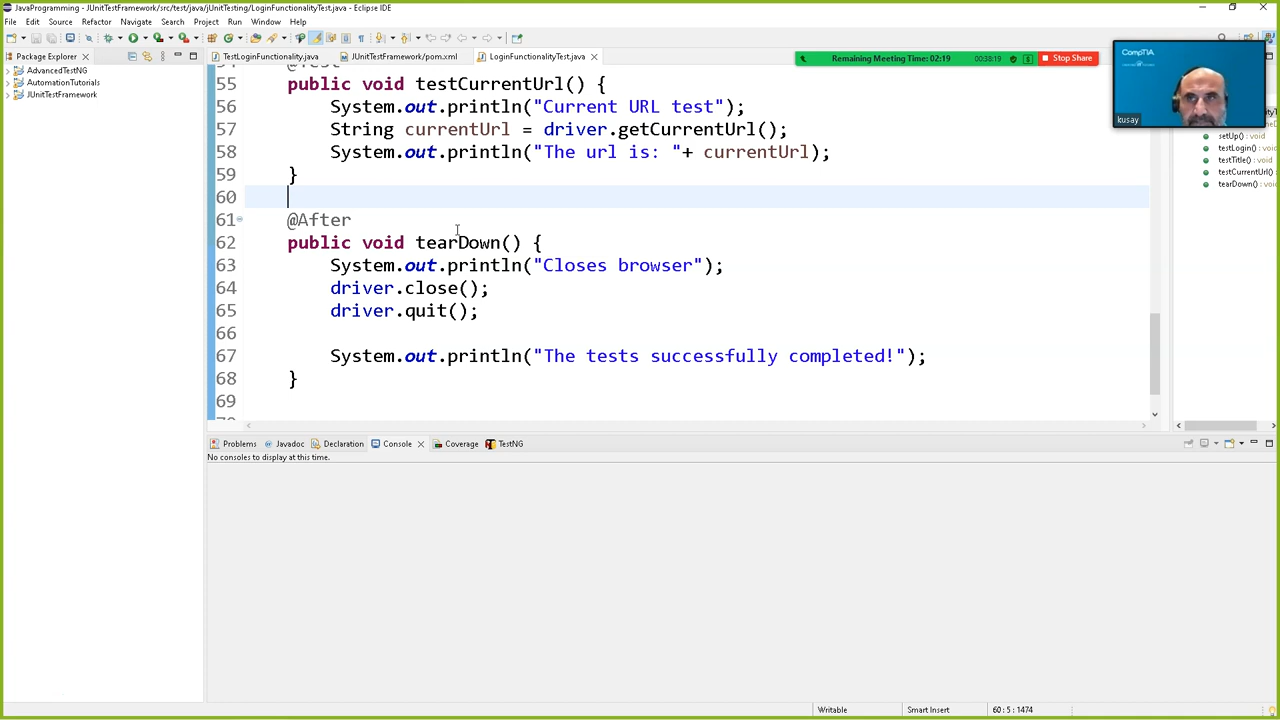 JavaProgramming - JUnitTestFramework/src/test/java/jUnitTesting/LoginFunctionalityTest.java - Eclipse IDE
File Edit Source Refactor Navigate Search Project Run Window Help
Package Explorer
TestLoginFunctionality.java JUnitTestFramework/pom.xml LoginFunctionalityTest.java
Remaining Meeting Time: 02:19 00:38:19 Stop Share
CompTIA
kusay
AdvancedTestNG
AutomationTutorials
JUnitTestFramework
setUp() : void
testLogin() : void
testTitle() : void
testCurrentUrl()
tearDown() : void
55 public void testCurrentUrl() {
56 System.out.println("Current URL test");
57 String currentUrl = driver.getCurrentUrl();
58 System.out.println("The url is: "+ currentUrl);
59 }
60
61 @After
62 public void tearDown() {
63 System.out.println("Closes browser");
64 driver.close();
65 driver.quit();
66
67 System.out.println("The tests successfully completed!");
68 }
69
Problems Javadoc Declaration Console Coverage TestNG
No consoles to display at this time.
Writable Smart Insert 60 : 5 : 1474